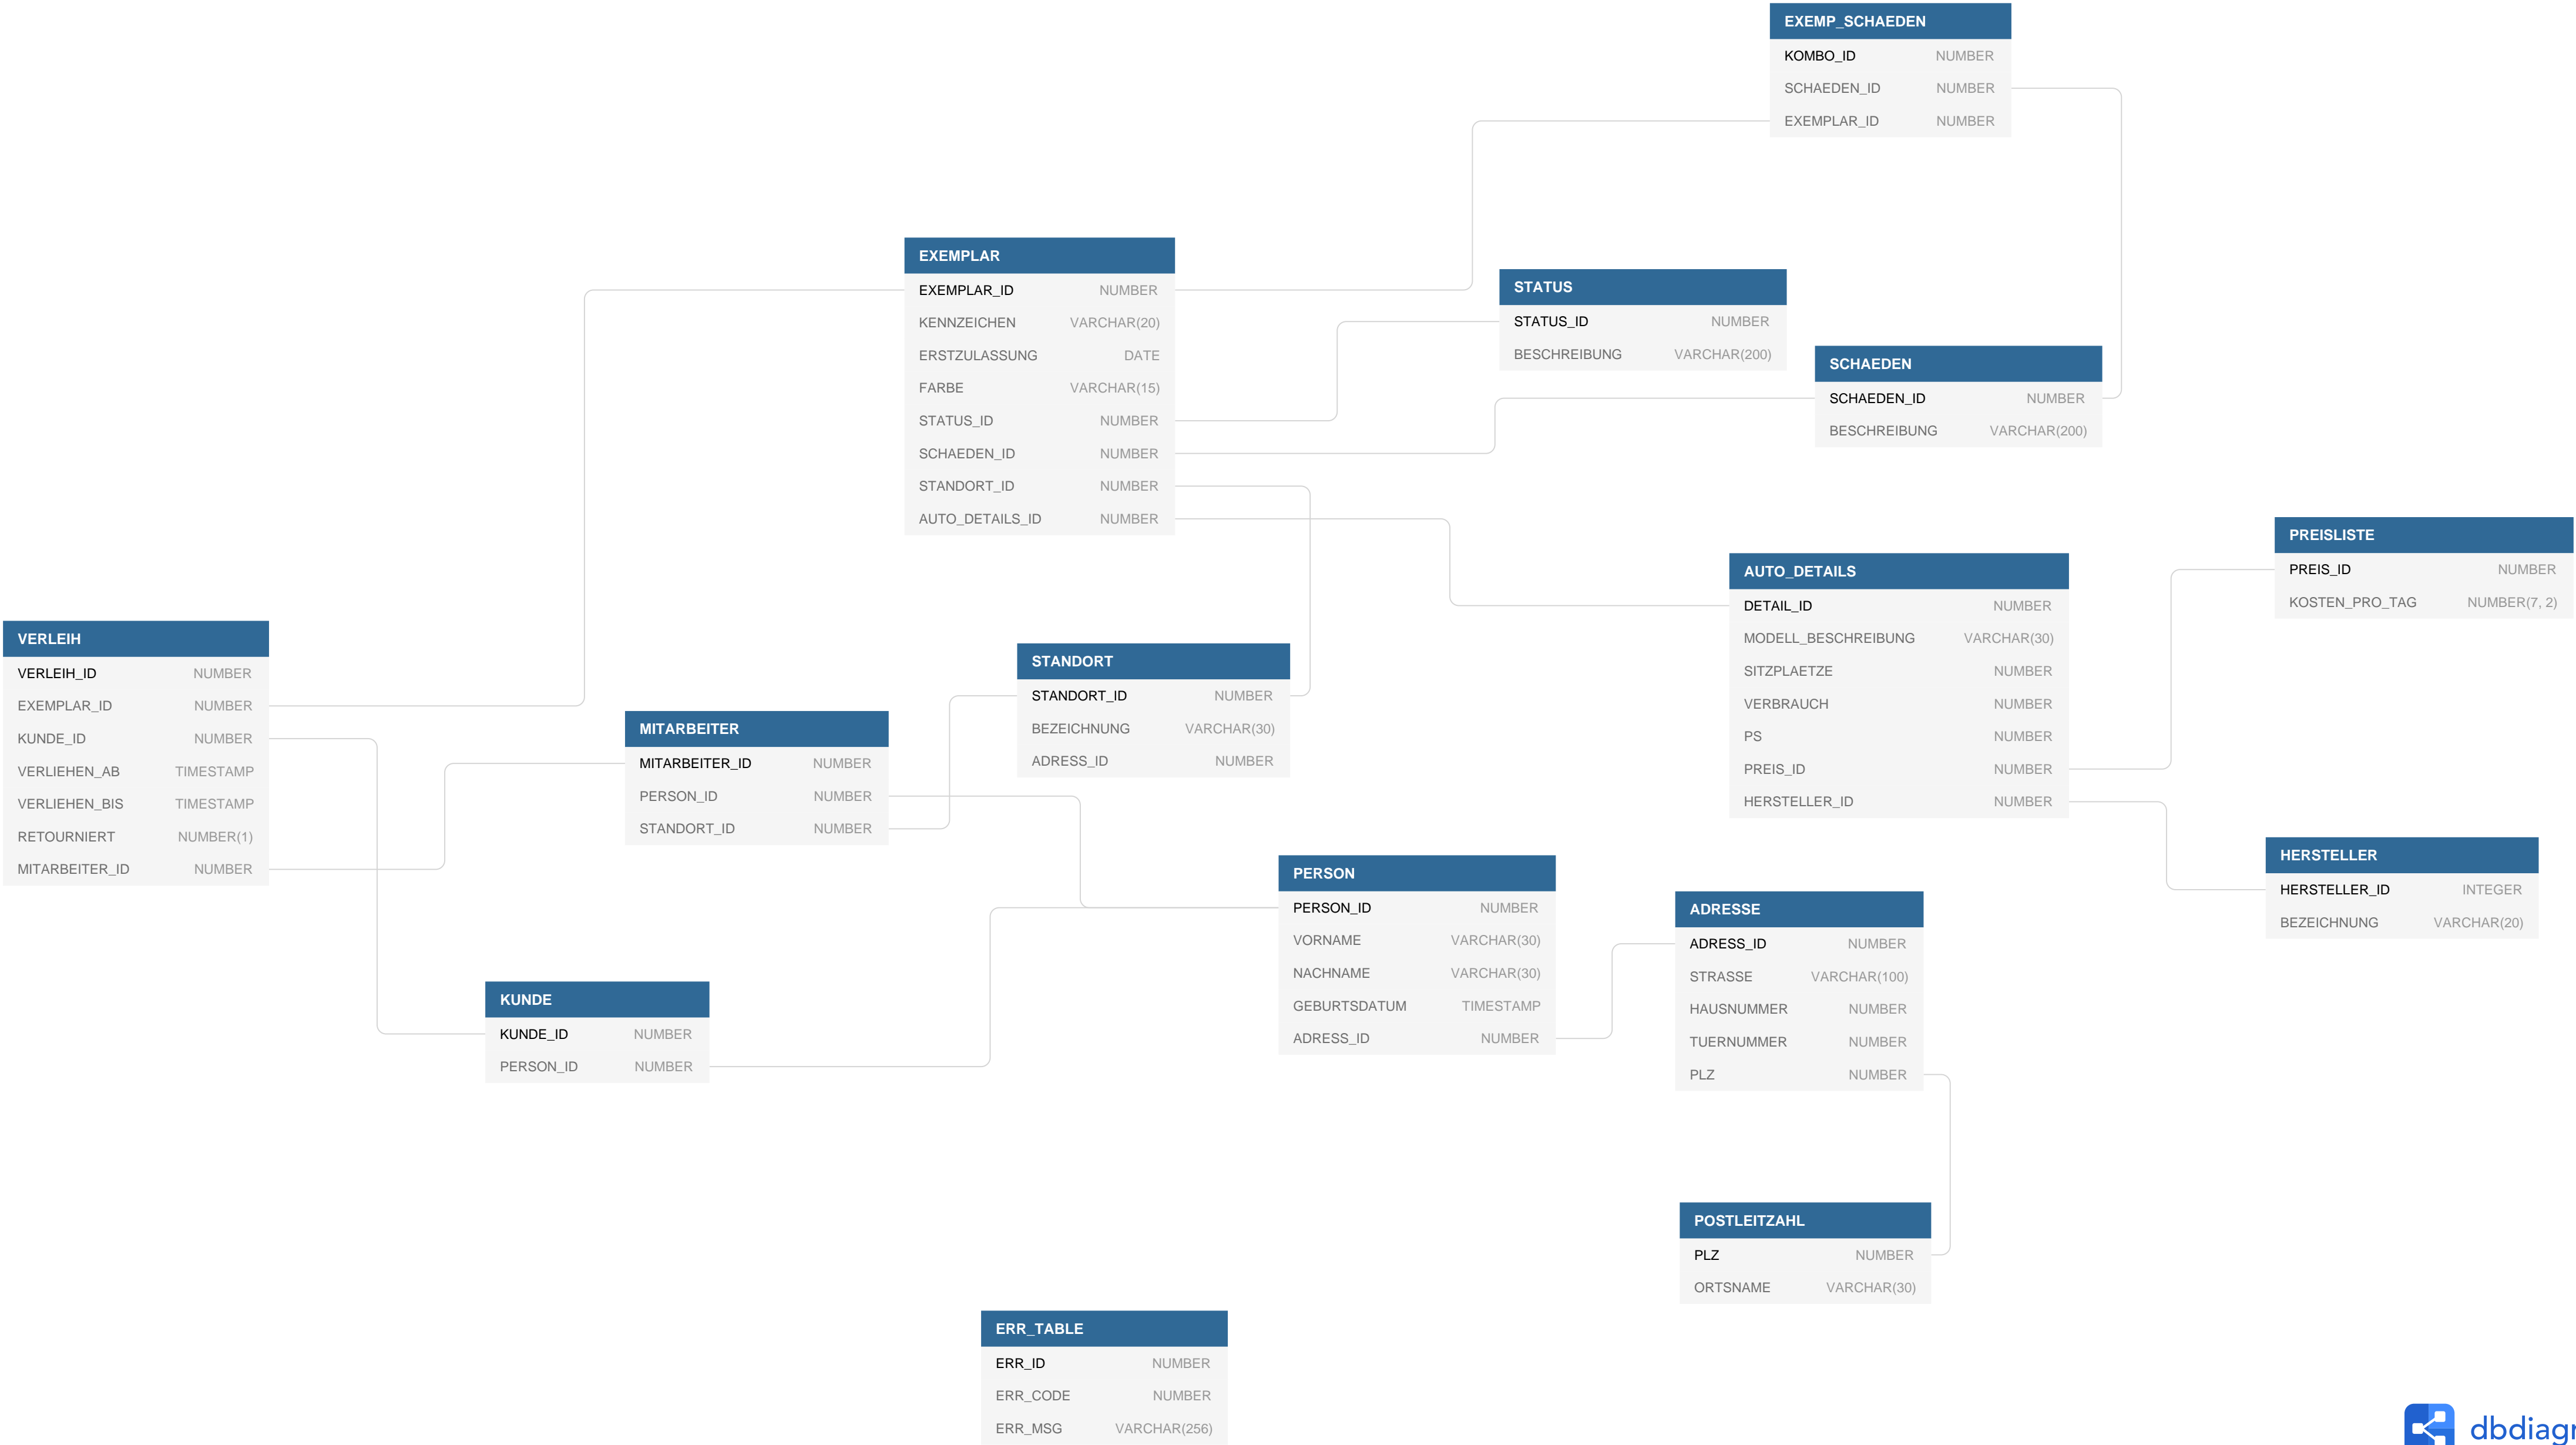 EXEMP_SCHAEDEN
KOMBO_ID NUMBER
SCHAEDEN_ID NUMBER
EXEMPLAR_ID NUMBER
EXEMPLAR
EXEMPLAR_ID NUMBER
KENNZEICHEN VARCHAR(20)
ERSTZULASSUNG DATE
FARBE VARCHAR(15)
STATUS_ID NUMBER
SCHAEDEN_ID NUMBER
STANDORT_ID NUMBER
AUTO_DETAILS_ID NUMBER
STATUS
STATUS_ID NUMBER
BESCHREIBUNG VARCHAR(200)
SCHAEDEN
SCHAEDEN_ID NUMBER
BESCHREIBUNG VARCHAR(200)
PREISLISTE
PREIS_ID NUMBER
KOSTEN_PRO_TAG NUMBER(7, 2)
AUTO_DETAILS
DETAIL_ID NUMBER
MODELL_BESCHREIBUNG VARCHAR(30)
SITZPLAETZE NUMBER
VERBRAUCH NUMBER
PS NUMBER
PREIS_ID NUMBER
HERSTELLER_ID NUMBER
VERLEIH
VERLEIH_ID NUMBER
EXEMPLAR_ID NUMBER
KUNDE_ID NUMBER
VERLIEHEN_AB TIMESTAMP
VERLIEHEN_BIS TIMESTAMP
RETOURNIERT NUMBER(1)
MITARBEITER_ID NUMBER
STANDORT
STANDORT_ID NUMBER
BEZEICHNUNG VARCHAR(30)
ADRESS_ID NUMBER
MITARBEITER
MITARBEITER_ID NUMBER
PERSON_ID NUMBER
STANDORT_ID NUMBER
HERSTELLER
HERSTELLER_ID INTEGER
BEZEICHNUNG VARCHAR(20)
PERSON
PERSON_ID NUMBER
VORNAME VARCHAR(30)
NACHNAME VARCHAR(30)
GEBURTSDATUM TIMESTAMP
ADRESS_ID NUMBER
ADRESSE
ADRESS_ID NUMBER
STRASSE VARCHAR(100)
HAUSNUMMER NUMBER
TUERNUMMER NUMBER
PLZ NUMBER
KUNDE
KUNDE_ID NUMBER
PERSON_ID NUMBER
POSTLEITZAHL
PLZ NUMBER
ORTSNAME VARCHAR(30)
ERR_TABLE
ERR_ID NUMBER
ERR_CODE NUMBER
ERR_MSG VARCHAR(256)
dbdiagr